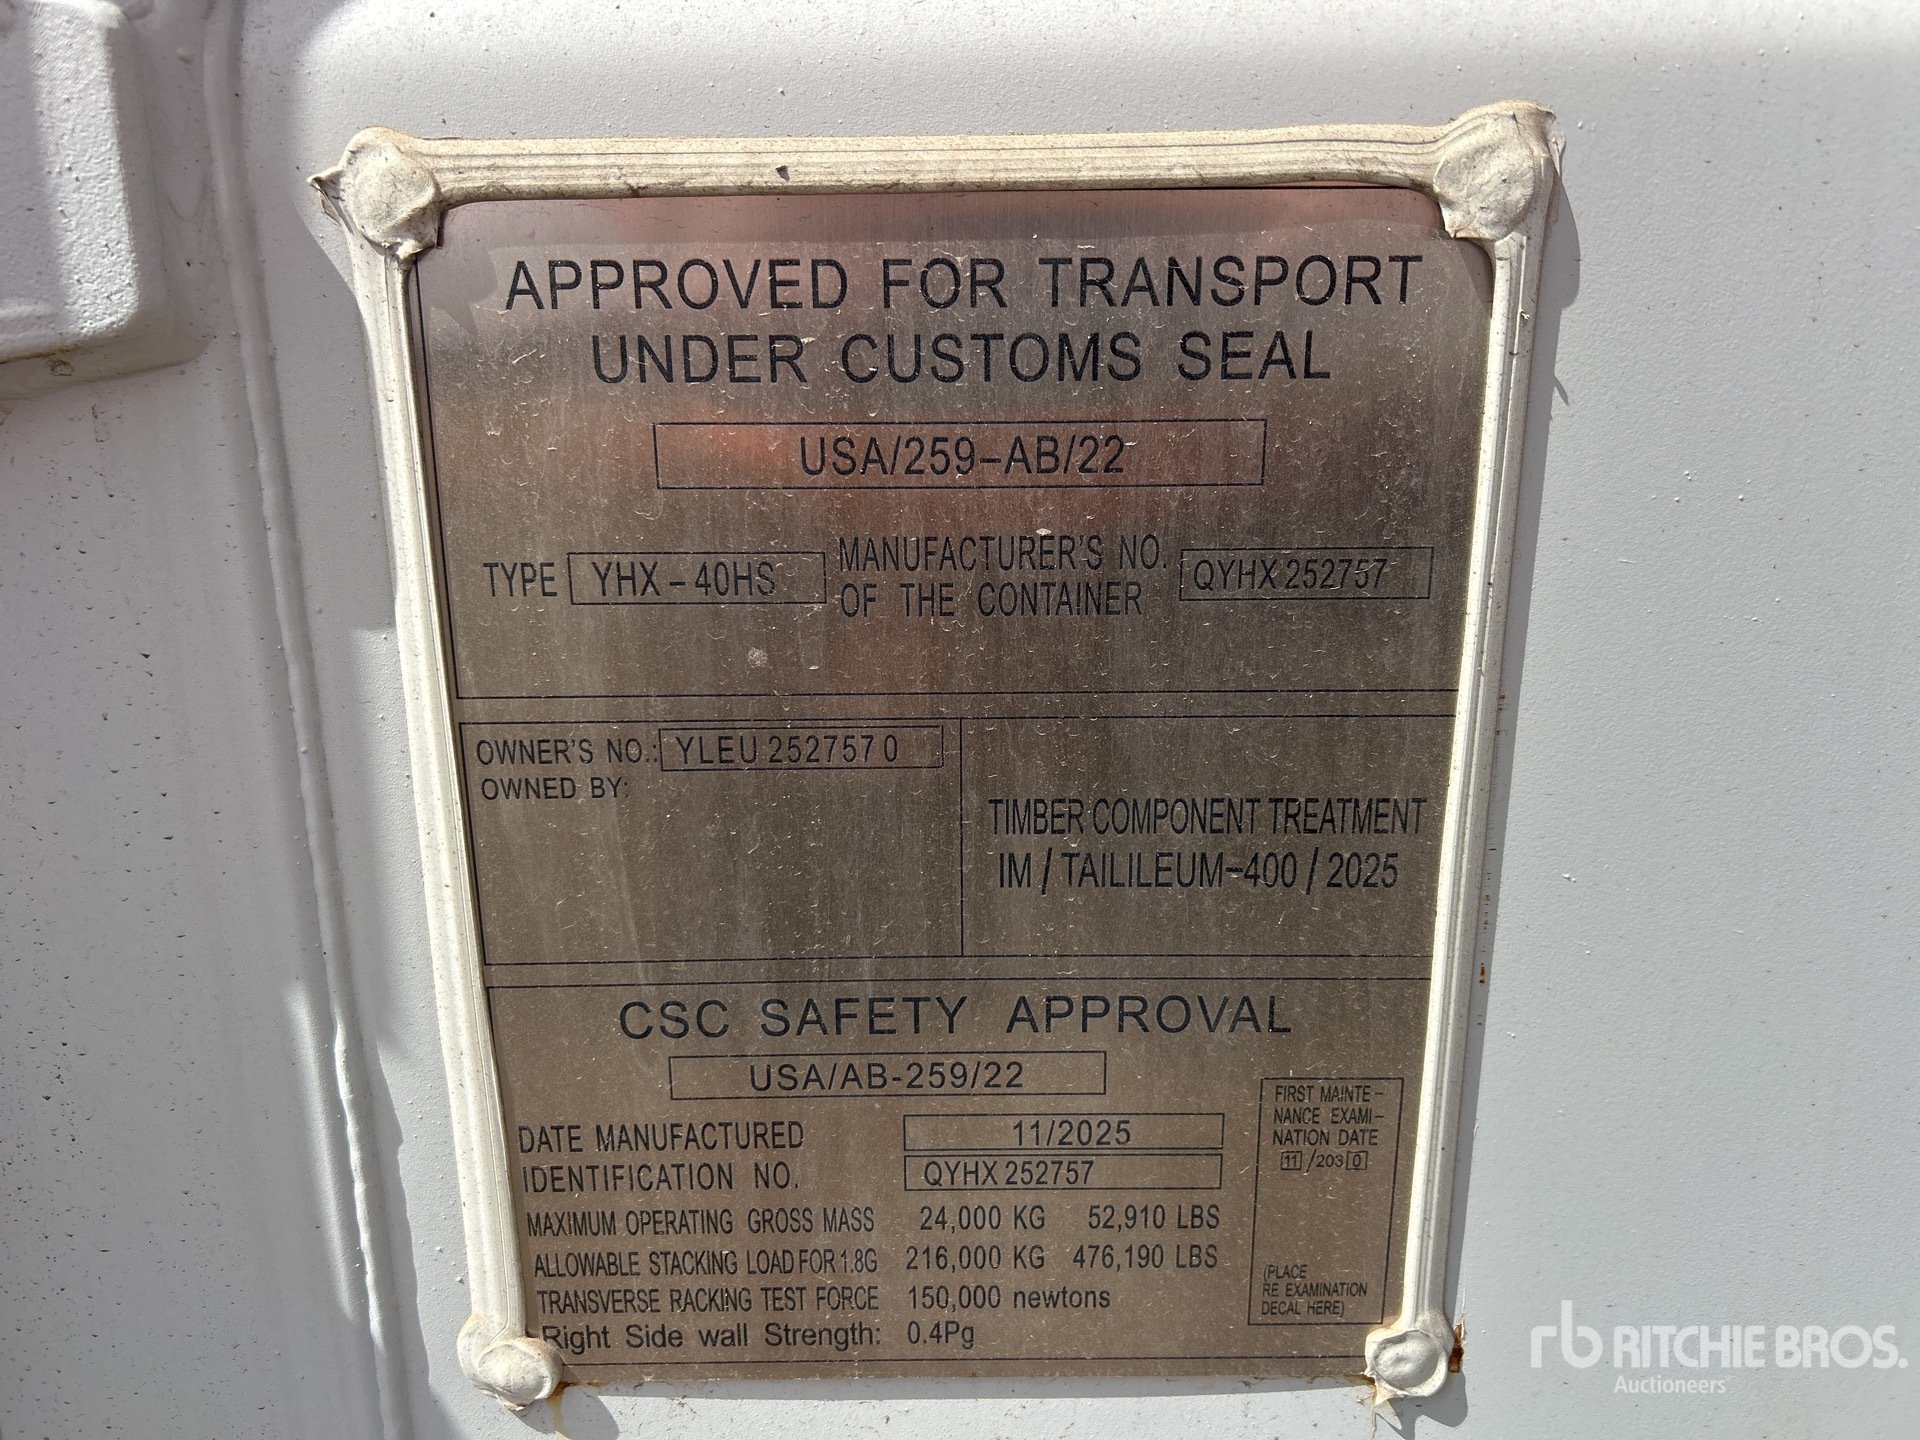 APPROVED FOR TRANSPORT
UNDER CUSTOMS SEAL
USA/259-AB/22
TYPE YHX-40HS MANUFACTURER'S NO. OF THE CONTAINER QYHX 252757
OWNER'S NO.: YLEU 252757 0
OWNED BY:
TIMBER COMPONENT TREATMENT
IM / TAILILEUM-400 / 2025
CSC SAFETY APPROVAL
USA/AB-259/22
DATE MANUFACTURED 11/2025
IDENTIFICATION NO. QYHX 252757
MAXIMUM OPERATING GROSS MASS 24,000 KG 52,910 LBS
ALLOWABLE STACKING LOAD FOR 1.8G 216,000 KG 476,190 LBS
TRANSVERSE RACKING TEST FORCE 150,000 newtons
Right Side wall Strength: 0.4Pg
FIRST MAINTE-
NANCE EXAMI-
NATION DATE
11 / 2030
(PLACE
RE EXAMINATION
DECAL HERE)
rb RITCHIE BROS.
Auctioneers